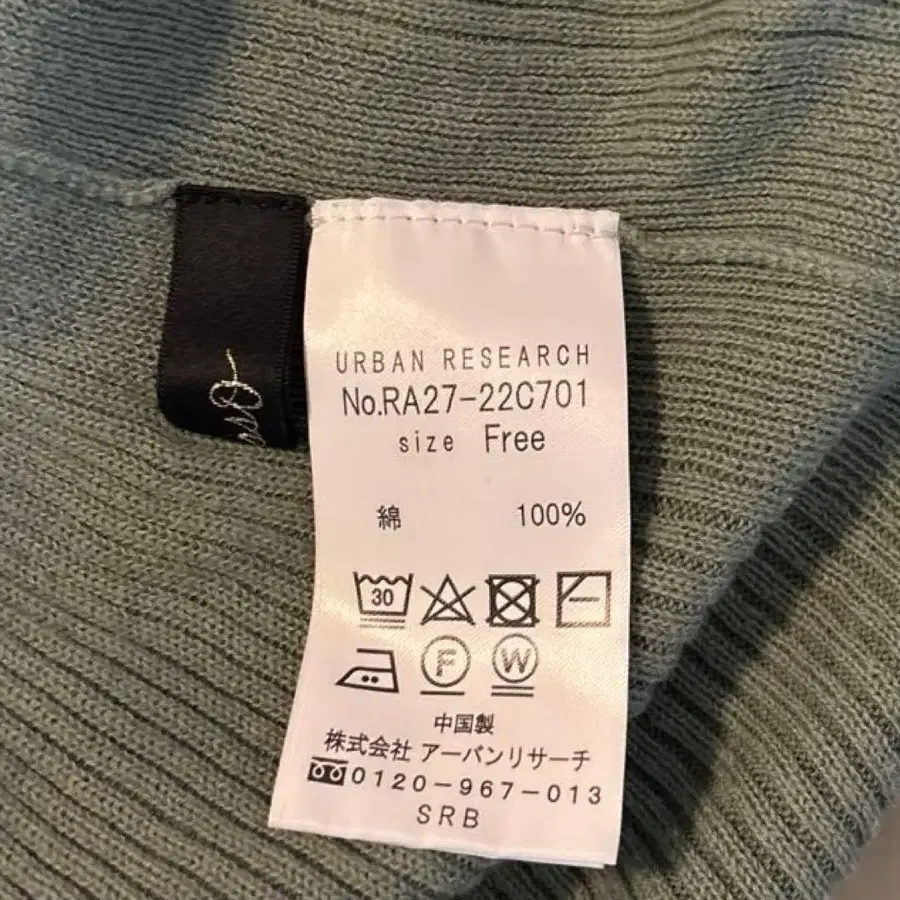 URBAN RESEARCH
No.RA27-22C701
size Free
綿 100%
30
F W
中国製
株式会社 アーバンリサーチ
0120-967-013
SRB